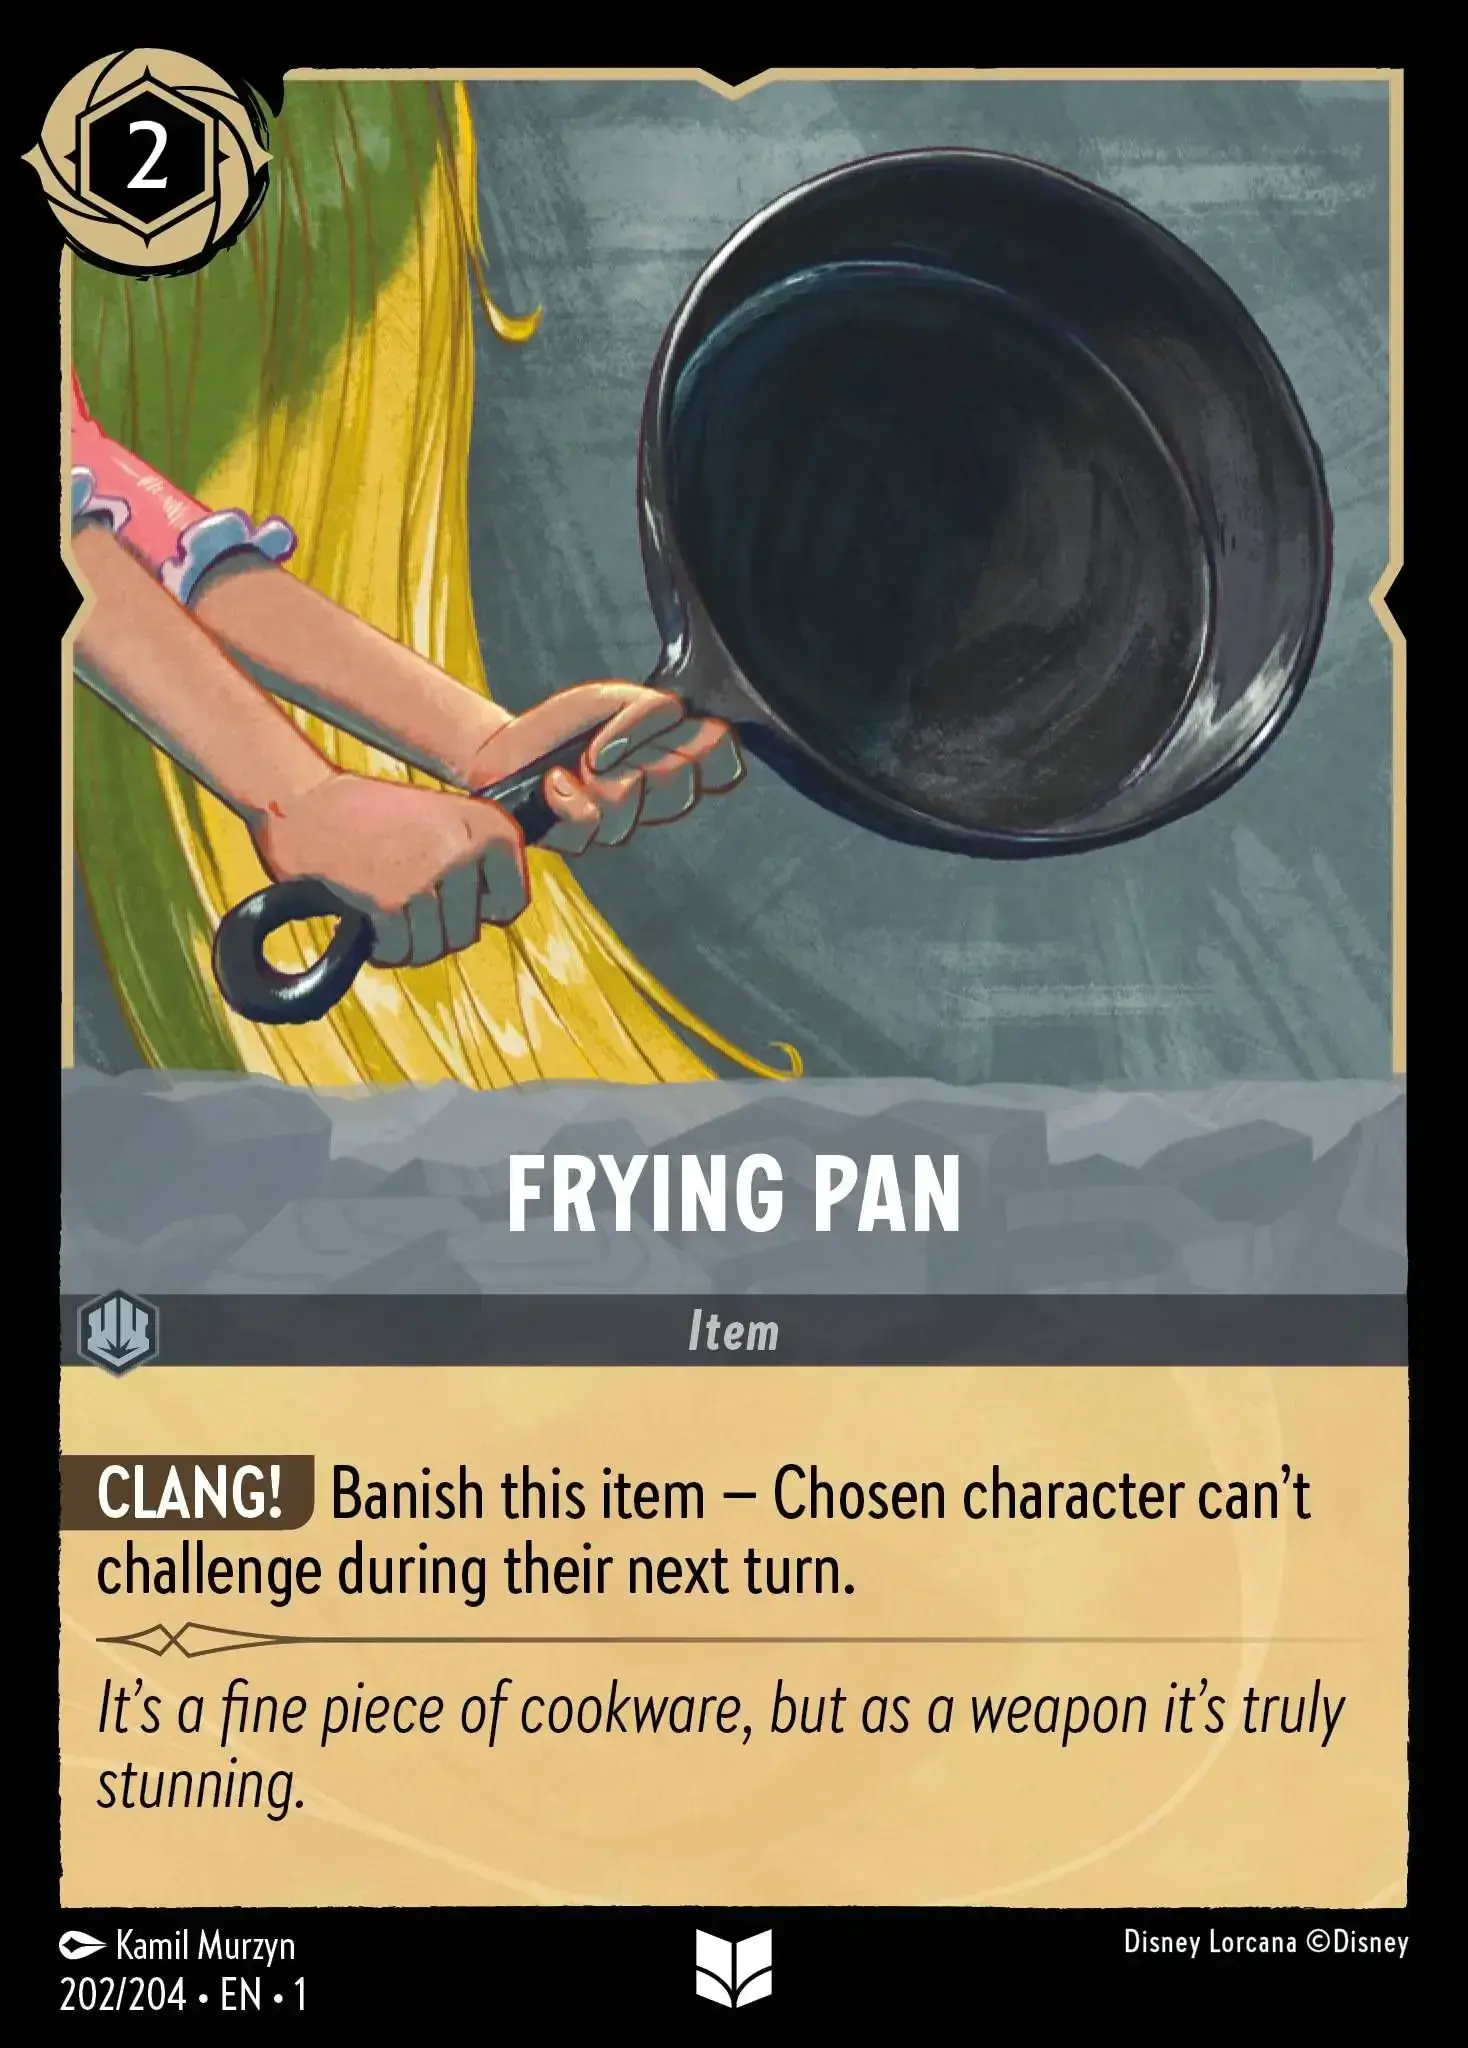 2
FRYING PAN
Item
CLANG! Banish this item – Chosen character can’t
challenge during their next turn.
It’s a fine piece of cookware, but as a weapon it’s truly
stunning.
Kamil Murzyn
202/204 • EN • 1
Disney Lorcana ©Disney